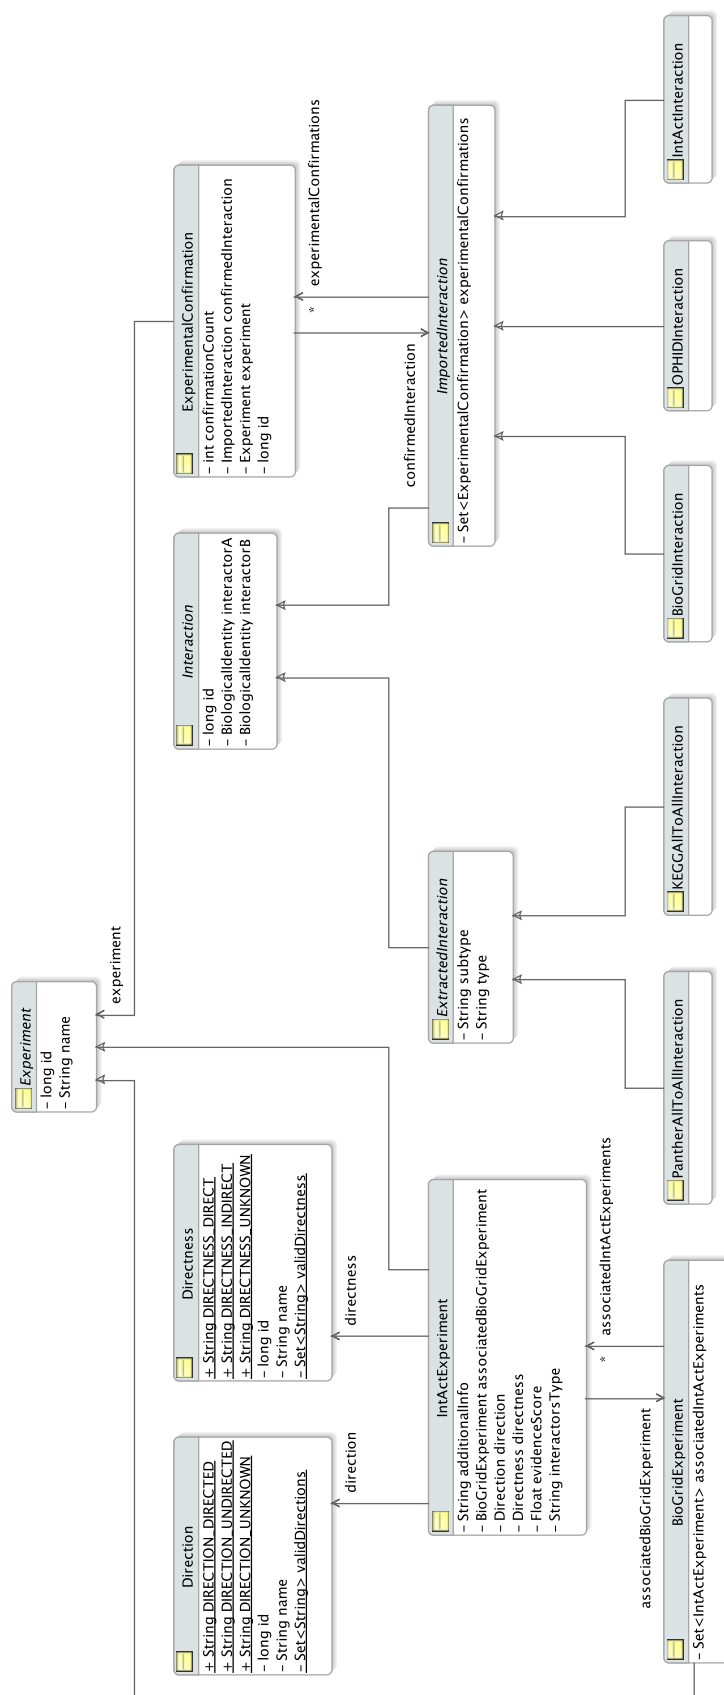 Experiment
– long id
– String name
experiment
Direction
+ String DIRECTION_DIRECTED
+ String DIRECTION_UNDIRECTED
+ String DIRECTION_UNKNOWN
– long id
– String name
– Set<String> validDirections
Directness
+ String DIRECTNESS_DIRECT
+ String DIRECTNESS_INDIRECT
+ String DIRECTNESS_UNKNOWN
– long id
– String name
– Set<String> validDirectness
Interaction
– long id
– BiologicalIdentity interactorA
– BiologicalIdentity interactorB
ExperimentalConfirmation
– int confirmationCount
– ImportedInteraction confirmedInteraction
– Experiment experiment
– long id
direction
directness
confirmedInteraction
*
experimentalConfirmations
IntActExperiment
– String additionalInfo
– BioGridExperiment associatedBioGridExperiment
– Direction direction
– Directness directness
– Float evidenceScore
– String interactorsType
ExtractedInteraction
– String subtype
– String type
ImportedInteraction
– Set<ExperimentalConfirmation> experimentalConfirmations
associatedBioGridExperiment
*
associatedIntActExperiments
BioGridExperiment
– Set<IntActExperiment> associatedIntActExperiments
PantherAllToAllInteraction
KEGGAllToAllInteraction
BioGridInteraction
OPHIDInteraction
IntActInteraction